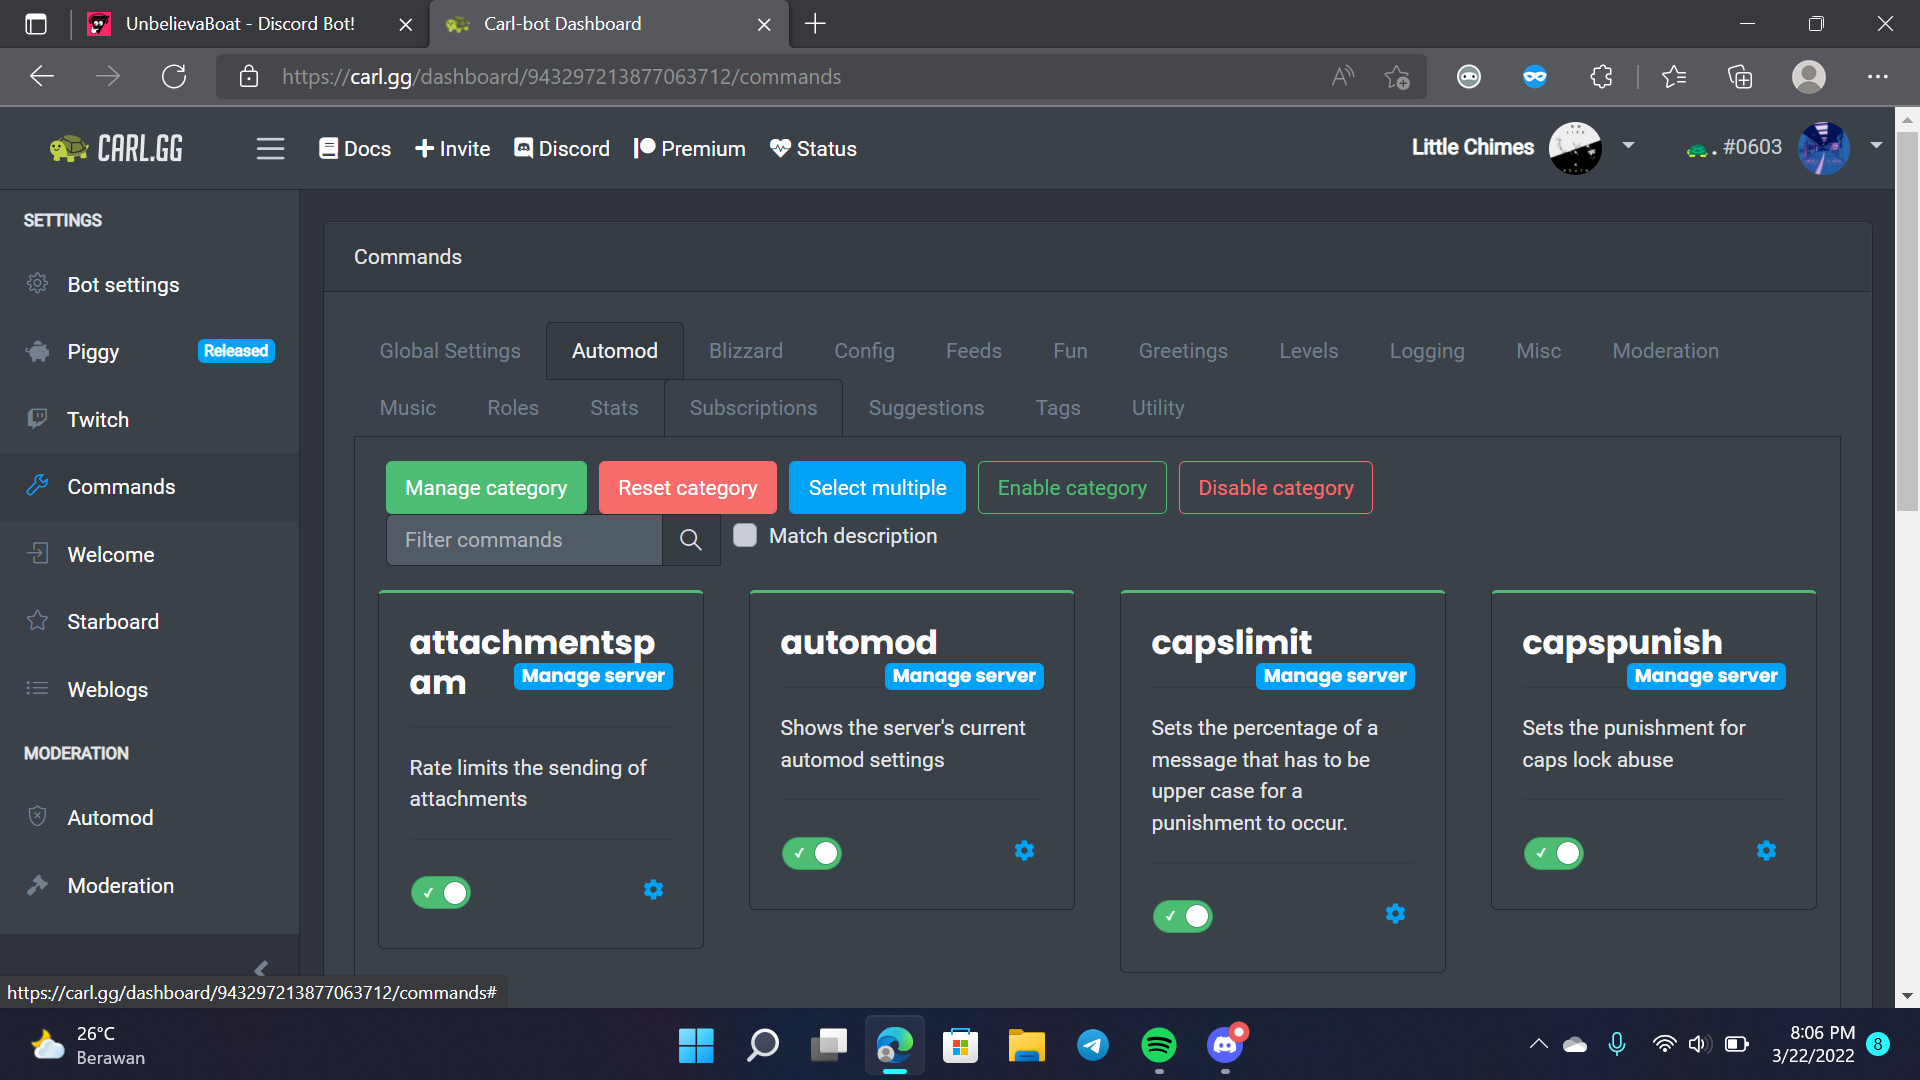 UnbelievaBoat - Discord Bot!
Carl-bot Dashboard
https://carl.gg/dashboard/943297213877063712/commands
CARL.GG
Docs
Invite
Discord
Premium
Status
Little Chimes
. #0603
SETTINGS
Bot settings
Piggy
Released
Twitch
Commands
Welcome
Starboard
Weblogs
MODERATION
Automod
Moderation
Commands
Global Settings
Automod
Blizzard
Config
Feeds
Fun
Greetings
Levels
Logging
Misc
Moderation
Music
Roles
Stats
Subscriptions
Suggestions
Tags
Utility
Manage category
Reset category
Select multiple
Enable category
Disable category
Filter commands
Match description
attachmentsp
am
Manage server
Rate limits the sending of
attachments
automod
Manage server
Shows the server's current
automod settings
capslimit
Manage server
Sets the percentage of a
message that has to be
upper case for a
punishment to occur.
capspunish
Manage server
Sets the punishment for
caps lock abuse
https://carl.gg/dashboard/943297213877063712/commands#
26°C
Berawan
8:06 PM
3/22/2022
8